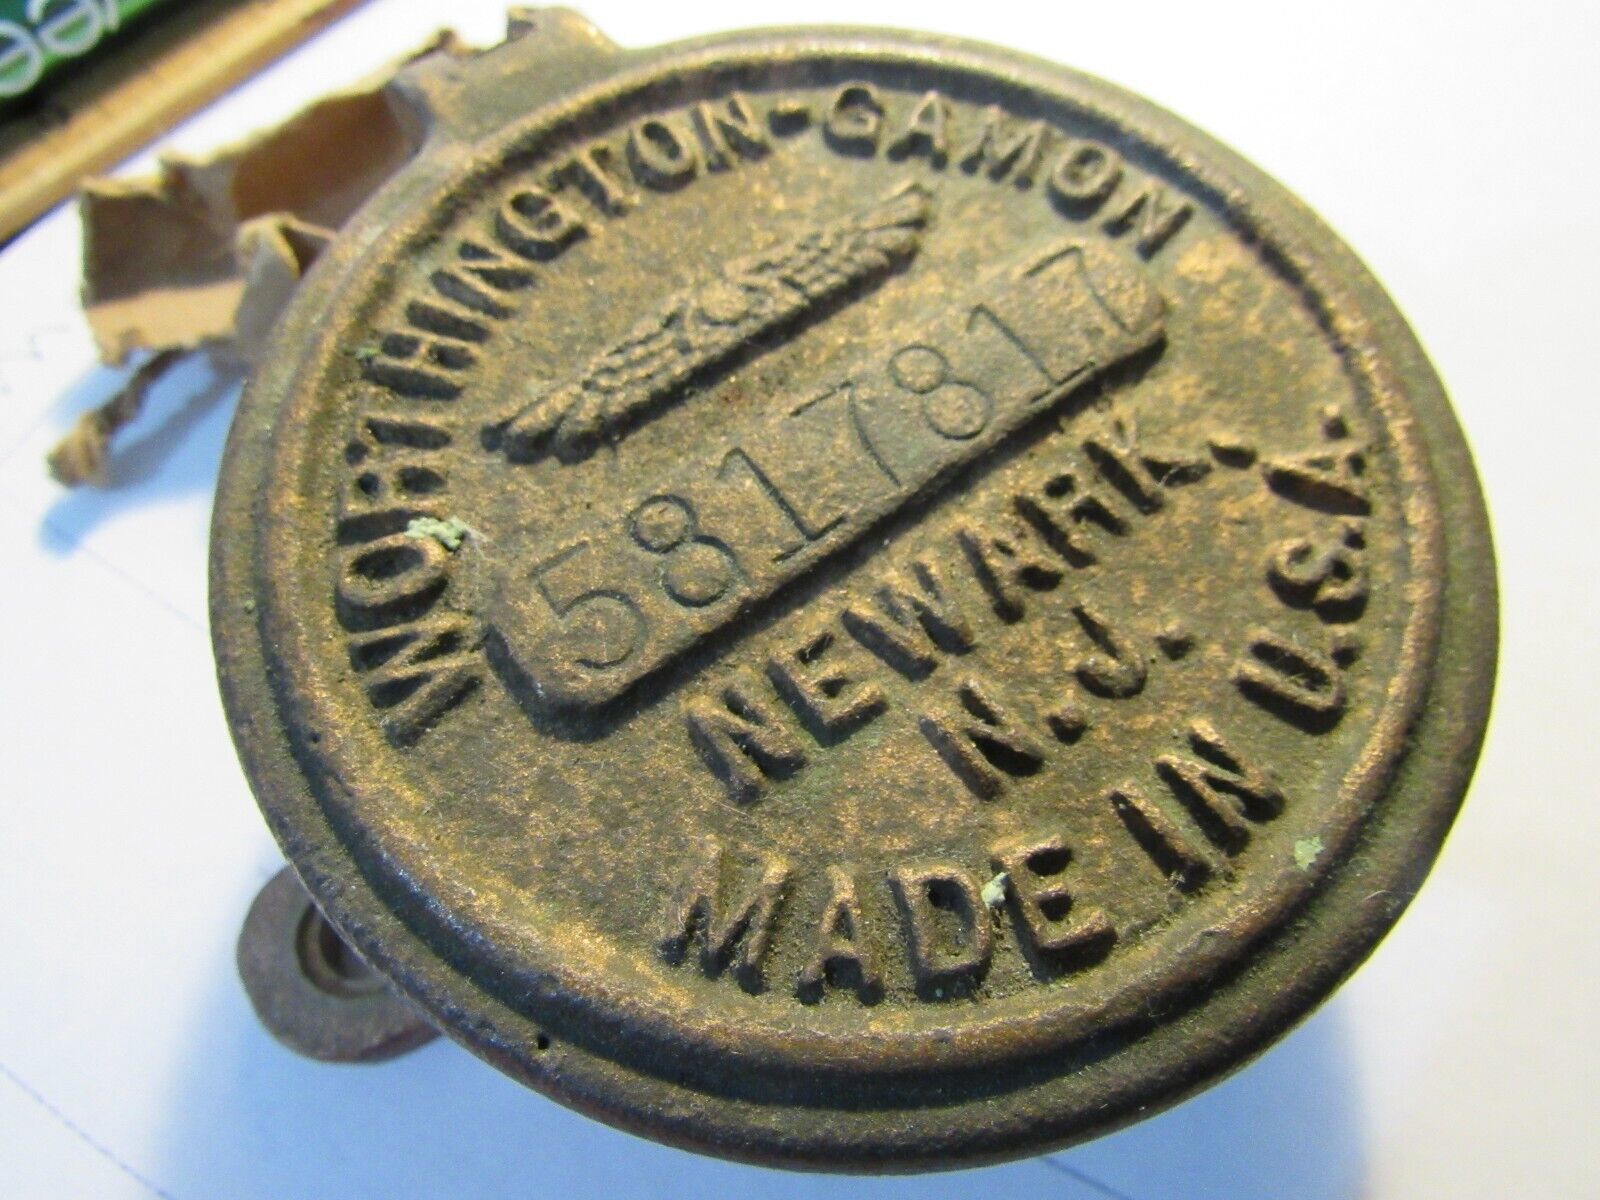 WORTHINGTON-GAMON
5817817
NEWARK.
N.J.
MADE IN U.S.A.